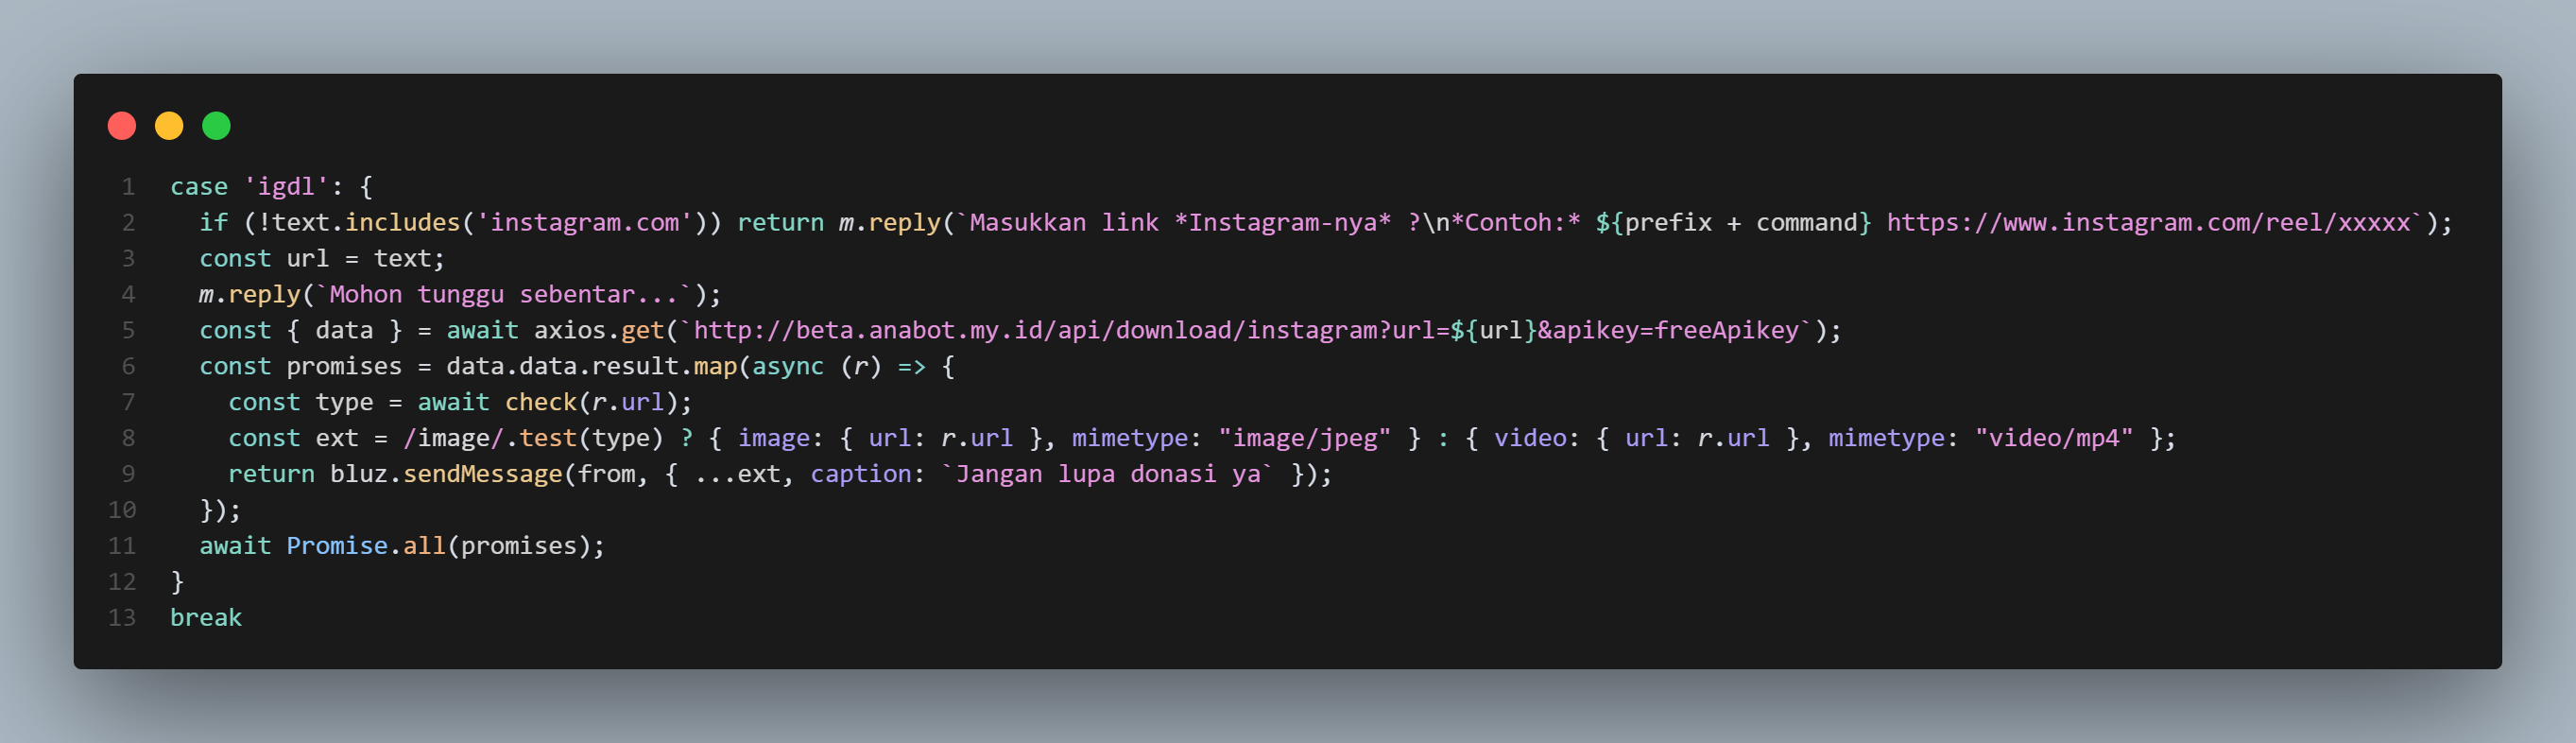 1 case 'igdl': {
2   if (!text.includes('instagram.com')) return m.reply(`Masukkan link *Instagram-nya* ?\n*Contoh:* ${prefix + command} https://www.instagram.com/reel/xxxxx`);
3   const url = text;
4   m.reply(`Mohon tunggu sebentar...`);
5   const { data } = await axios.get(`http://beta.anabot.my.id/api/download/instagram?url=${url}&apikey=freeApikey`);
6   const promises = data.data.result.map(async (r) => {
7     const type = await check(r.url);
8     const ext = /image/.test(type) ? { image: { url: r.url }, mimetype: "image/jpeg" } : { video: { url: r.url }, mimetype: "video/mp4" };
9     return bluz.sendMessage(from, { ...ext, caption: `Jangan lupa donasi ya` });
10   });
11   await Promise.all(promises);
12 }
13 break